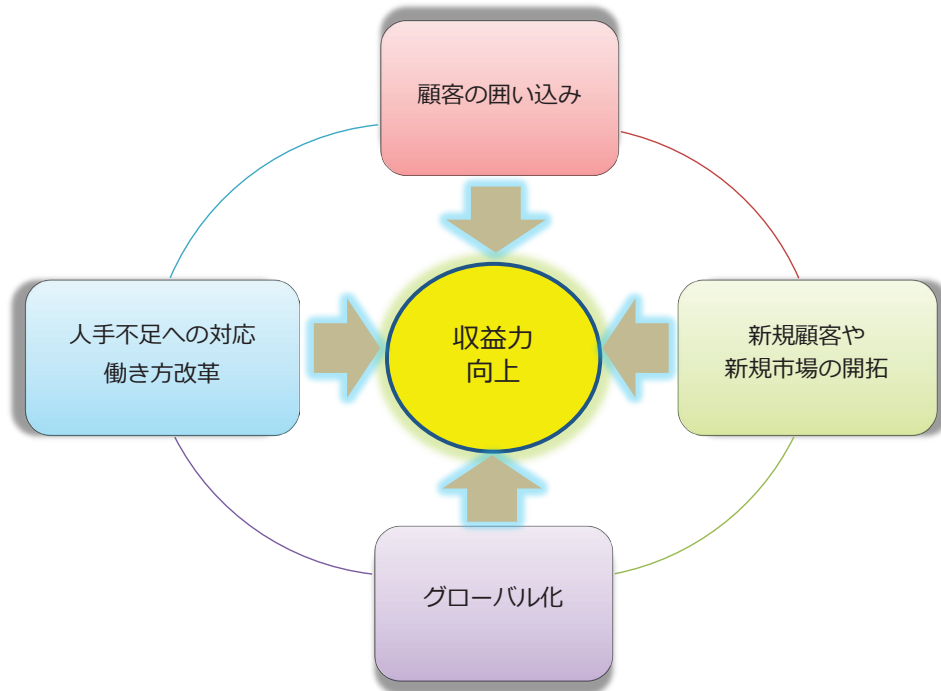 顧客の囲い込み
人手不足への対応
働き方改革
収益力
向上
新規顧客や
新規市場の開拓
グローバル化